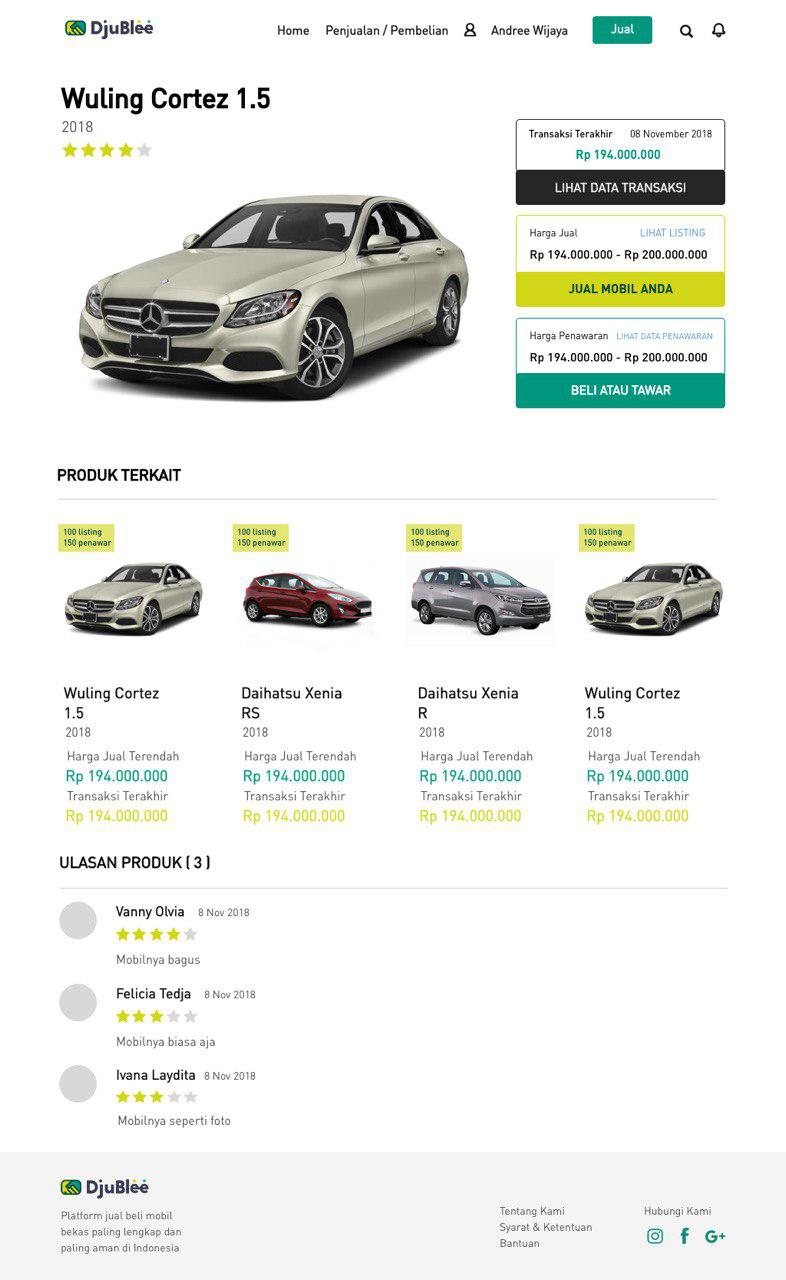 DjuBlee
Home Penjualan / Pembelian Andree Wijaya Jual
Wuling Cortez 1.5
2018
Transaksi Terakhir 08 November 2018
Rp 194.000.000
LIHAT DATA TRANSAKSI
Harga Jual LIHAT LISTING
Rp 194.000.000 - Rp 200.000.000
JUAL MOBIL ANDA
Harga Penawaran LIHAT DATA PENAWARAN
Rp 194.000.000 - Rp 200.000.000
BELI ATAU TAWAR
PRODUK TERKAIT
100 listing
150 penawar
Wuling Cortez
1.5
2018
Harga Jual Terendah
Rp 194.000.000
Transaksi Terakhir
Rp 194.000.000
100 listing
150 penawar
Daihatsu Xenia
RS
2018
Harga Jual Terendah
Rp 194.000.000
Transaksi Terakhir
Rp 194.000.000
100 listing
150 penawar
Daihatsu Xenia
R
2018
Harga Jual Terendah
Rp 194.000.000
Transaksi Terakhir
Rp 194.000.000
100 listing
150 penawar
Wuling Cortez
1.5
2018
Harga Jual Terendah
Rp 194.000.000
Transaksi Terakhir
Rp 194.000.000
ULASAN PRODUK ( 3 )
Vanny Olvia 8 Nov 2018
Mobilnya bagus
Felicia Tedja 8 Nov 2018
Mobilnya biasa aja
Ivana Laydita 8 Nov 2018
Mobilnya seperti foto
DjuBlee
Platform jual beli mobil
bekas paling lengkap dan
paling aman di Indonesia
Tentang Kami
Syarat & Ketentuan
Bantuan
Hubungi Kami
f G+